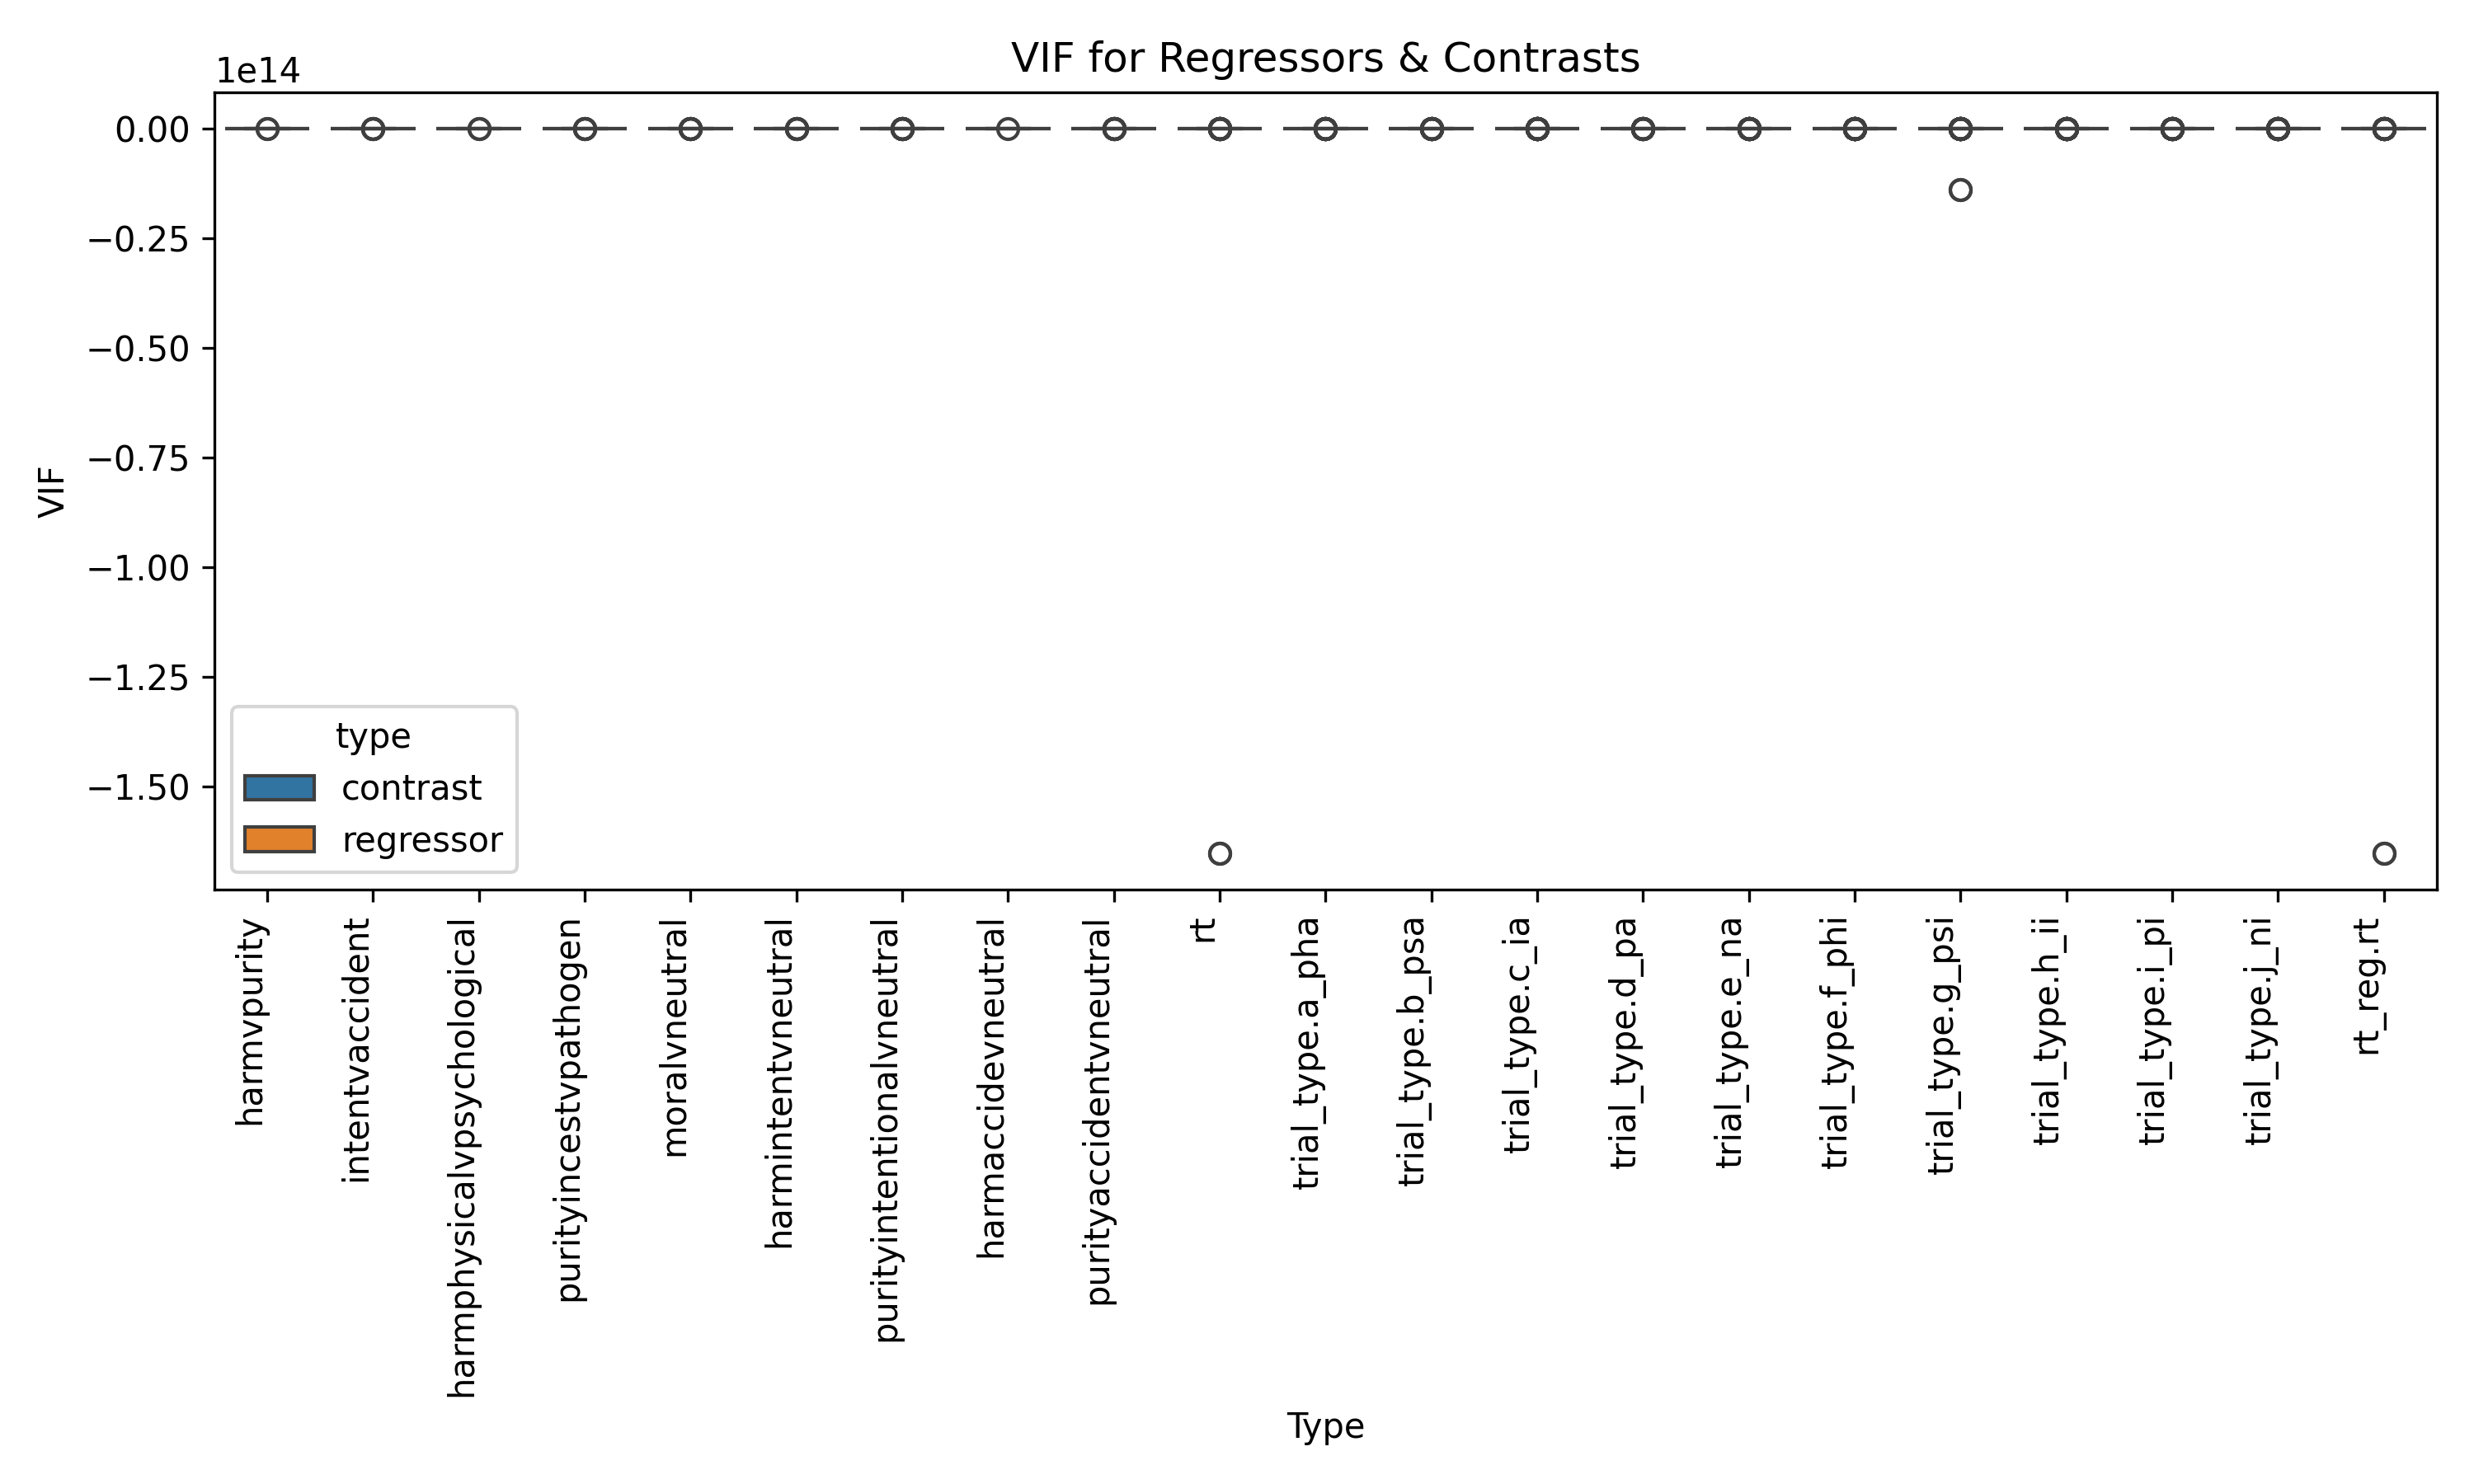 VIF for Regressors & Contrasts
1e14
0.00
−0.25
−0.50
−0.75
−1.00
−1.25
−1.50
VIF
type
contrast
regressor
harmvpurity
intentvaccident
harmphysicalvpsychological
purityincestvpathogen
moralvneutral
harmintentvneutral
purityintentionalvneutral
harmaccidevneutral
purityaccidentvneutral
rt
trial_type.a_pha
trial_type.b_psa
trial_type.c_ia
trial_type.d_pa
trial_type.e_na
trial_type.f_phi
trial_type.g_psi
trial_type.h_ii
trial_type.i_pi
trial_type.j_ni
rt_reg.rt
Type